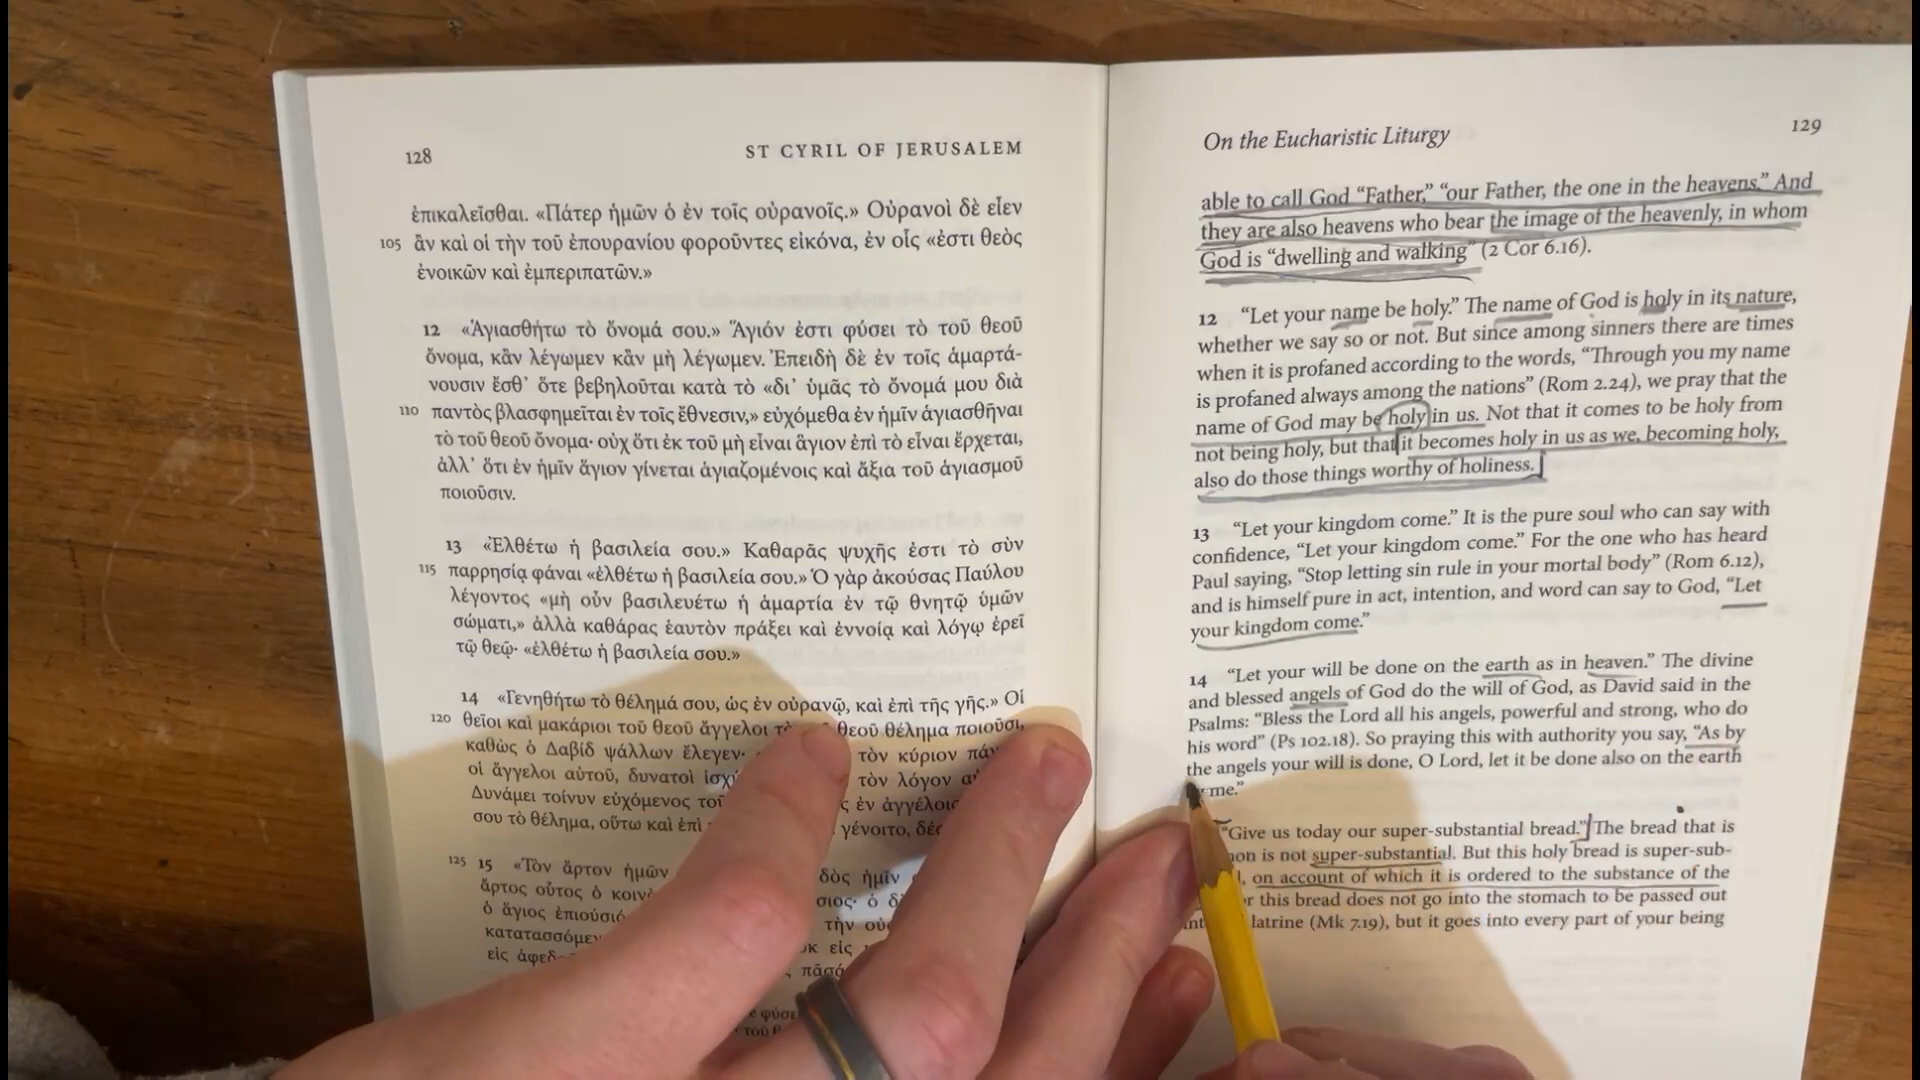 128
ST CYRIL OF JERUSALEM
ἐπικαλεῖσθαι. «Πάτερ ἡμῶν ὁ ἐν τοῖς οὐρανοῖς.» Οὐρανοὶ δὲ εἶεν
105 ἂν καὶ οἱ τὴν τοῦ ἐπουρανίου φοροῦντες εἰκόνα, ἐν οἷς «ἐστι θεὸς
ἐνοικῶν καὶ ἐμπεριπατῶν.»
12 «Ἁγιασθήτω τὸ ὄνομά σου.» Ἅγιόν ἐστι φύσει τὸ τοῦ θεοῦ
ὄνομα, κἂν λέγωμεν κἂν μὴ λέγωμεν. Ἐπειδὴ δὲ ἐν τοῖς ἁμαρτά-
νουσιν ἔσθ᾽ ὅτε βεβηλοῦται κατὰ τὸ «δι᾽ ὑμᾶς τὸ ὄνομά μου διὰ
110 παντὸς βλασφημεῖται ἐν τοῖς ἔθνεσιν,» εὐχόμεθα ἐν ἡμῖν ἁγιασθῆναι
τὸ τοῦ θεοῦ ὄνομα· οὐχ ὅτι ἐκ τοῦ μὴ εἶναι ἅγιον ἐπὶ τὸ εἶναι ἔρχεται,
ἀλλ᾽ ὅτι ἐν ἡμῖν ἅγιον γίνεται ἁγιαζομένοις καὶ ἄξια τοῦ ἁγιασμοῦ
ποιοῦσιν.
13 «Ἐλθέτω ἡ βασιλεία σου.» Καθαρᾶς ψυχῆς ἐστι τὸ σὺν
115 παρρησίᾳ φάναι «ἐλθέτω ἡ βασιλεία σου.» Ὁ γὰρ ἀκούσας Παύλου
λέγοντος «μὴ οὖν βασιλευέτω ἡ ἁμαρτία ἐν τῷ θνητῷ ὑμῶν
σώματι,» ἀλλὰ καθάρας ἑαυτὸν πράξει καὶ ἐννοίᾳ καὶ λόγῳ ἐρεῖ
τῷ θεῷ· «ἐλθέτω ἡ βασιλεία σου.»
14 «Γενηθήτω τὸ θέλημά σου, ὡς ἐν οὐρανῷ, καὶ ἐπὶ τῆς γῆς.» Οἱ
120 θεῖοι καὶ μακάριοι τοῦ θεοῦ ἄγγελοι θεοῦ θέλημα ποιοῦσι,
καθὼς ὁ Δαβὶδ ψάλλων ἔλεγεν· τὸν κύριον
οἱ ἄγγελοι αὐτοῦ, δυνατοὶ τὸν λόγον
Δυνάμει τοίνυν εὐχόμενος ἐν
σου τὸ θέλημα, οὕτω καὶ ἐπὶ γένοιτο,
125 15 «Τὸν ἄρτον ἡμῶν δὸς ἡμῖν
ἄρτος οὗτος ὁ
ὁ ἅγιος τὴν
εἰς
On the Eucharistic Liturgy
129
able to call God “Father,” “our Father, the one in the heavens.” And
they are also heavens who bear the image of the heavenly, in whom
God is “dwelling and walking” (2 Cor 6.16).
12 “Let your name be holy.” The name of God is holy in its nature,
whether we say so or not. But since among sinners there are times
when it is profaned according to the words, “Through you my name
is profaned always among the nations” (Rom 2.24), we pray that the
name of God may be holy in us. Not that it comes to be holy from
not being holy, but that it becomes holy in us as we, becoming holy,
also do those things worthy of holiness.
13 “Let your kingdom come.” It is the pure soul who can say with
confidence, “Let your kingdom come.” For the one who has heard
Paul saying, “Stop letting sin rule in your mortal body” (Rom 6.12),
and is himself pure in act, intention, and word can say to God, “Let
your kingdom come.”
14 “Let your will be done on the earth as in heaven.” The divine
and blessed angels of God do the will of God, as David said in the
Psalms: “Bless the Lord all his angels, powerful and strong, who do
his word” (Ps 102.18). So praying this with authority you say, “As by
the angels your will is done, O Lord, let it be done also on the earth
me.”
“Give us today our super-substantial bread.” The bread that is
is not super-substantial. But this holy bread is super-sub-
on account of which it is ordered to the substance of the
this bread does not go into the stomach to be passed out
latrine (Mk 7.19), but it goes into every part of your being